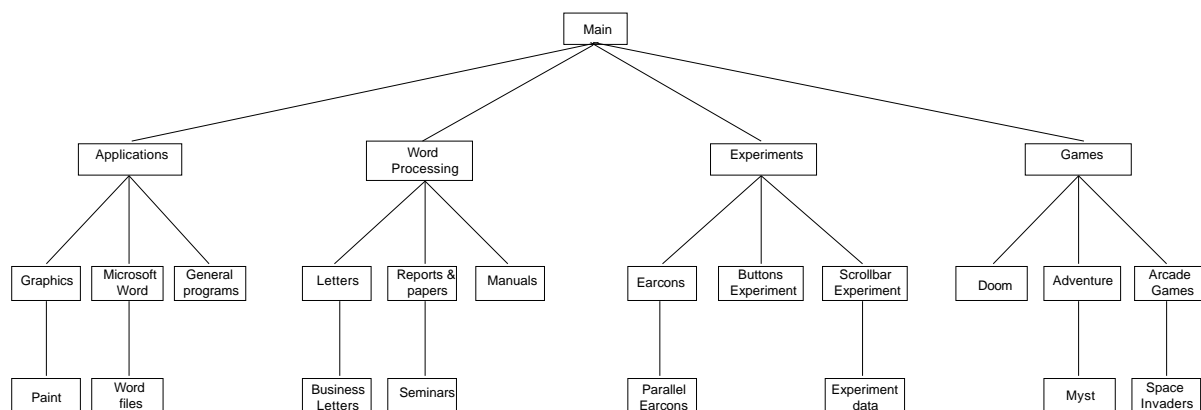 Main
Applications
Word
Processing
Experiments
Games
Graphics
Microsoft
Word
General
programs
Letters
Reports &
papers
Manuals
Earcons
Buttons
Experiment
Scrollbar
Experiment
Doom
Adventure
Arcade
Games
Paint
Word
files
Business
Letters
Seminars
Parallel
Earcons
Experiment
data
Myst
Space
Invaders